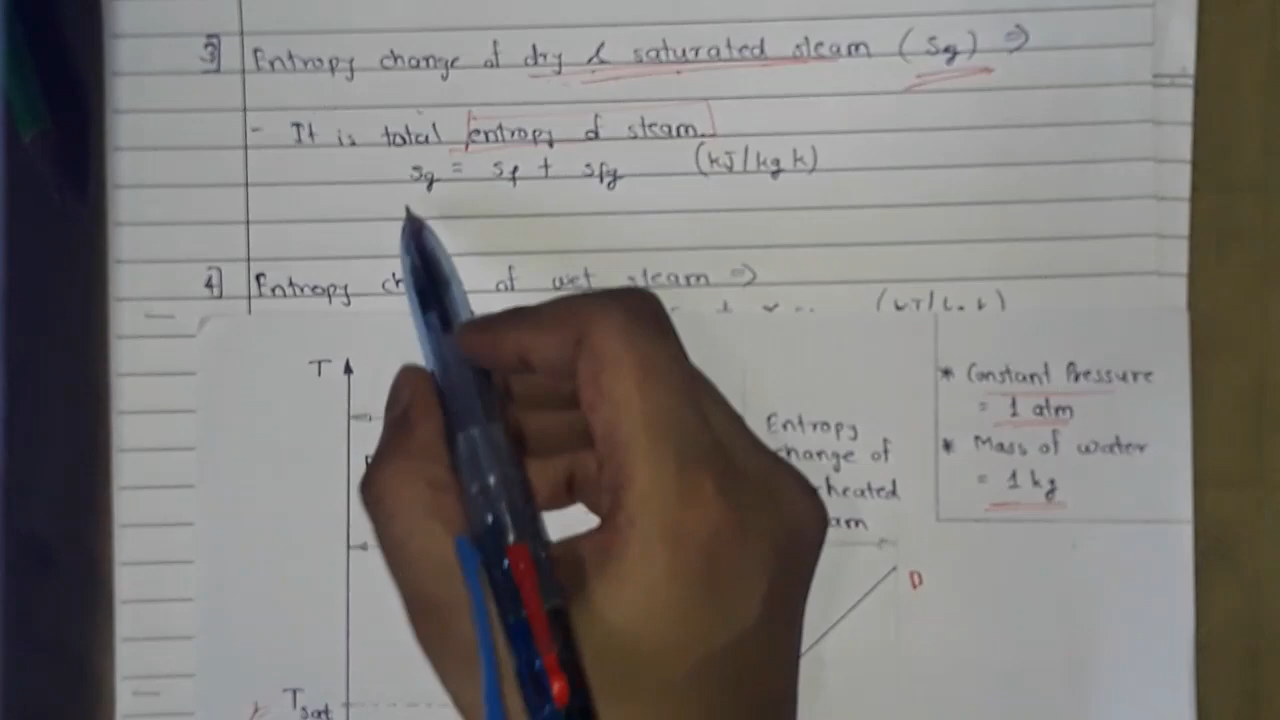 3] Entropy change of dry & saturated steam (sg) ⇒
- It is total entropy of steam.
sg = sf + sfg (kJ/kg k)
4] Entropy ch of wet steam ⇒
T
* Constant Pressure
= 1 atm
* Mass of water
= 1 kg
Entropy
hange of
heated
am
D
Tsat